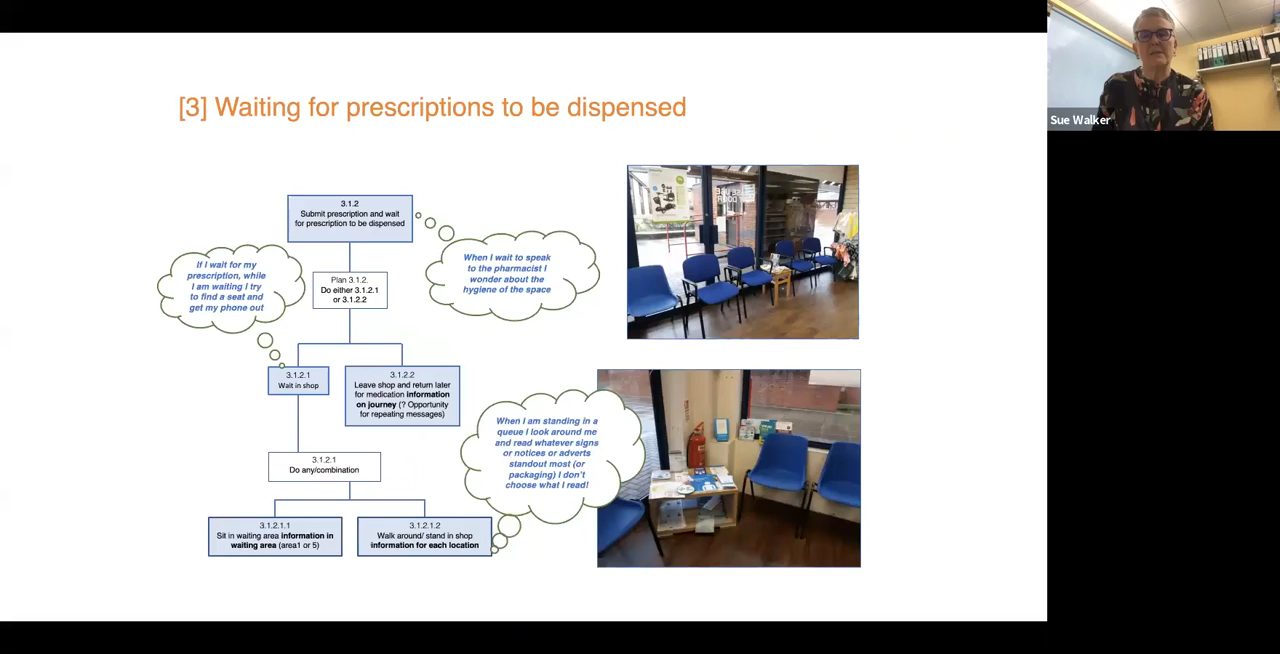 [3] Waiting for prescriptions to be dispensed
Sue Walker
3.1.2
Submit prescription and wait
for prescription to be dispensed
If I wait for my
prescription, while
I am waiting I try
to find a seat and
get my phone out
When I wait to speak
to the pharmacist I
wonder about the
hygiene of the space
Plan 3.1.2.
Do either 3.1.2.1
or 3.1.2.2
3.1.2.1
Wait in shop
3.1.2.2
Leave shop and return later
for medication information
on journey (? Opportunity
for repeating messages)
When I am standing in a
queue I look around me
and read whatever signs
or notices or adverts
standout most (or
packaging) I don't
choose what I read!
3.1.2.1
Do any/combination
3.1.2.1.1
Sit in waiting area information in
waiting area (area1 or 5)
3.1.2.1.2
Walk around/ stand in shop
information for each location